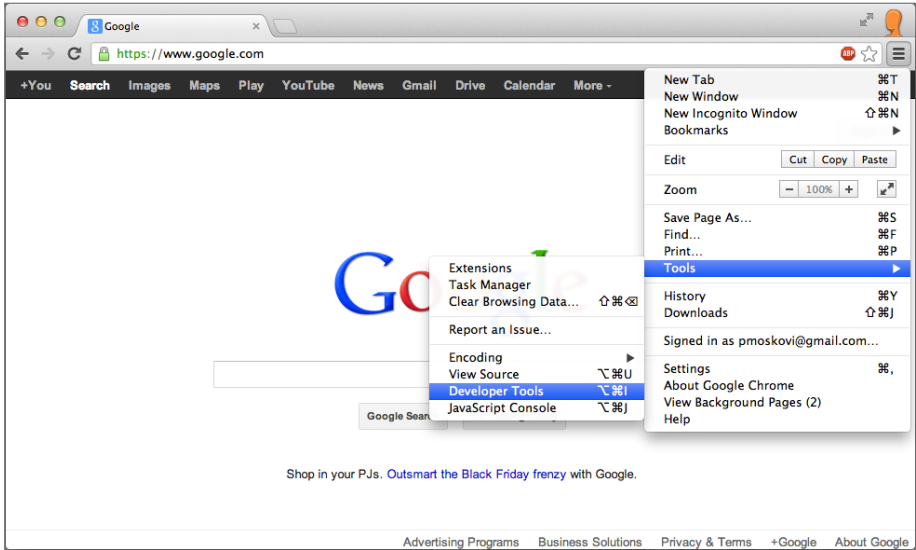 Google
https://www.google.com
ABP
+You Search Images Maps Play YouTube News Gmail Drive Calendar More
New Tab ⌘T
New Window ⌘N
New Incognito Window ⇧⌘N
Bookmarks
Edit Cut Copy Paste
Zoom − 100% +
Save Page As... ⌘S
Find... ⌘F
Print... ⌘P
Tools
History ⌘Y
Downloads ⇧⌘J
Signed in as pmoskovi@gmail.com...
Settings ⌘,
About Google Chrome
View Background Pages (2)
Help
Extensions
Task Manager
Clear Browsing Data... ⇧⌘⌫
Report an Issue...
Encoding
View Source ⌥⌘U
Developer Tools ⌥⌘I
JavaScript Console ⌥⌘J
Google
Google Sear
Shop in your PJs. Outsmart the Black Friday frenzy with Google.
Advertising Programs Business Solutions Privacy & Terms +Google About Google